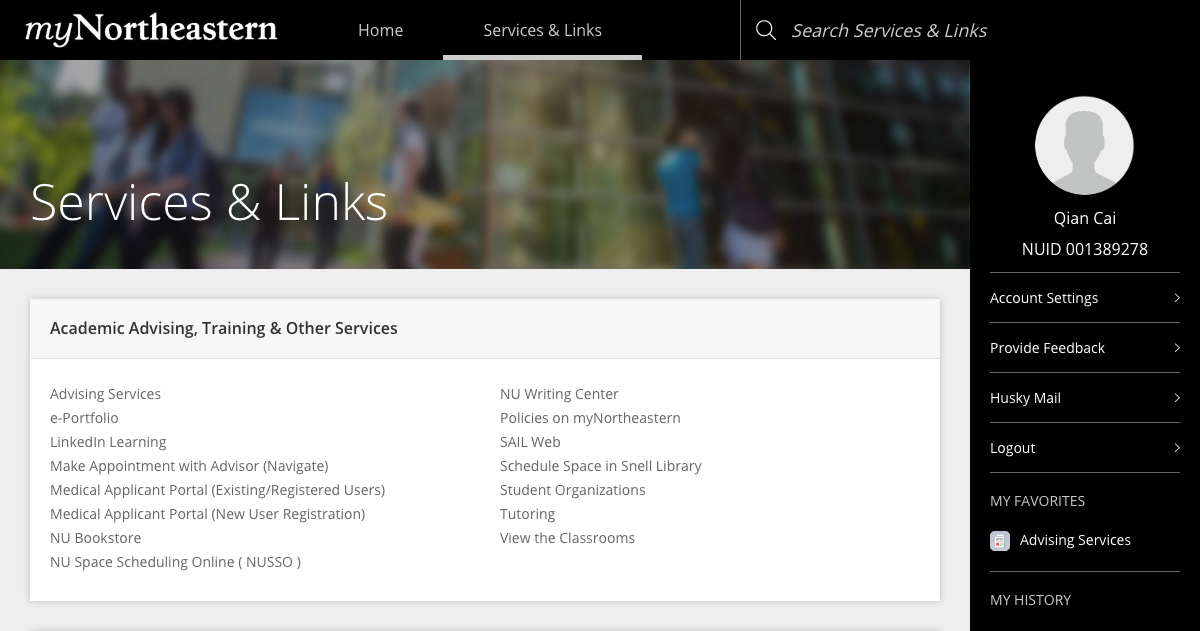 myNortheastern
Home
Services & Links
Search Services & Links
Services & Links
Qian Cai
NUID 001389278
Account Settings
Provide Feedback
Husky Mail
Logout
MY FAVORITES
Advising Services
MY HISTORY
Academic Advising, Training & Other Services
Advising Services
e-Portfolio
LinkedIn Learning
Make Appointment with Advisor (Navigate)
Medical Applicant Portal (Existing/Registered Users)
Medical Applicant Portal (New User Registration)
NU Bookstore
NU Space Scheduling Online ( NUSSO )
NU Writing Center
Policies on myNortheastern
SAIL Web
Schedule Space in Snell Library
Student Organizations
Tutoring
View the Classrooms